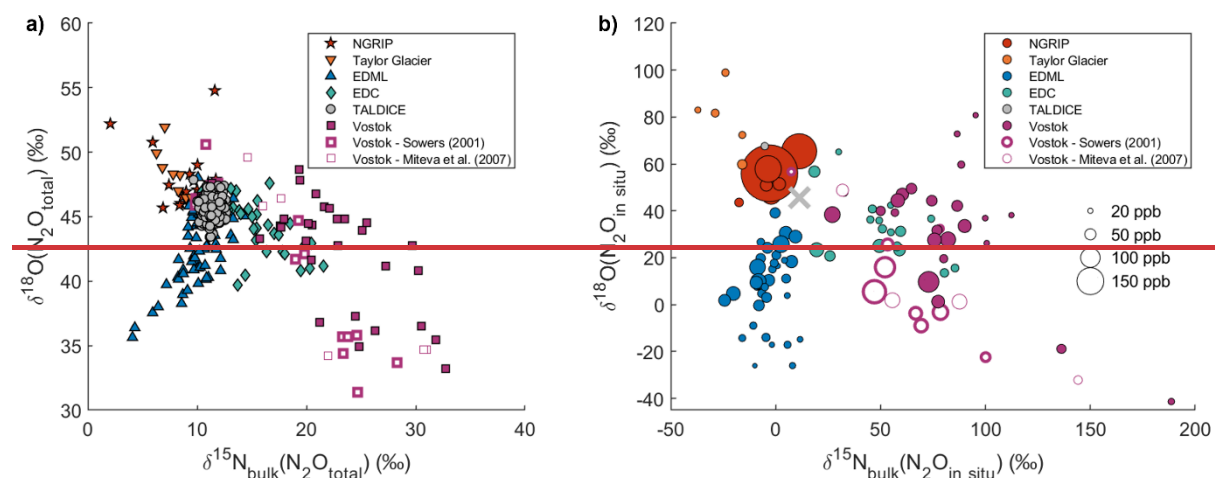 a)
60
55
50
45
40
35
30
0
10
20
30
40
δ18O(N2Ototal) (‰)
δ15Nbulk(N2Ototal) (‰)
NGRIP
Taylor Glacier
EDML
EDC
TALDICE
Vostok
Vostok - Sowers (2001)
Vostok - Miteva et al. (2007)
b)
120
100
80
60
40
20
0
-20
-40
-50
0
50
100
150
200
δ18O(N2Oin situ) (‰)
δ15Nbulk(N2Oin situ) (‰)
NGRIP
Taylor Glacier
EDML
EDC
TALDICE
Vostok
Vostok - Sowers (2001)
Vostok - Miteva et al. (2007)
20 ppb
50 ppb
100 ppb
150 ppb